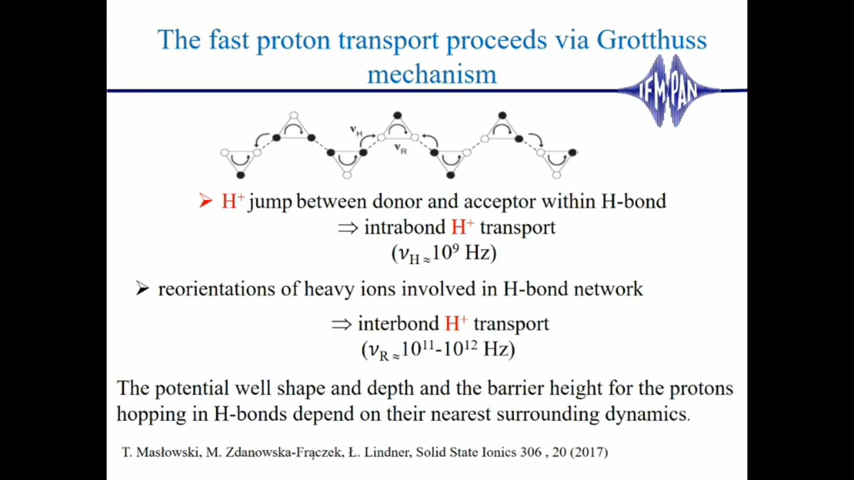 The fast proton transport proceeds via Grotthuss
mechanism
IFM PAN
νH
νR
➢ H⁺ jump between donor and acceptor within H-bond
⇒ intrabond H⁺ transport
(νH ≈ 10⁹ Hz)
➢ reorientations of heavy ions involved in H-bond network
⇒ interbond H⁺ transport
(νR ≈ 10¹¹-10¹² Hz)
The potential well shape and depth and the barrier height for the protons
hopping in H-bonds depend on their nearest surrounding dynamics.
T. Masłowski, M. Zdanowska-Frączek, Ł. Lindner, Solid State Ionics 306 , 20 (2017)